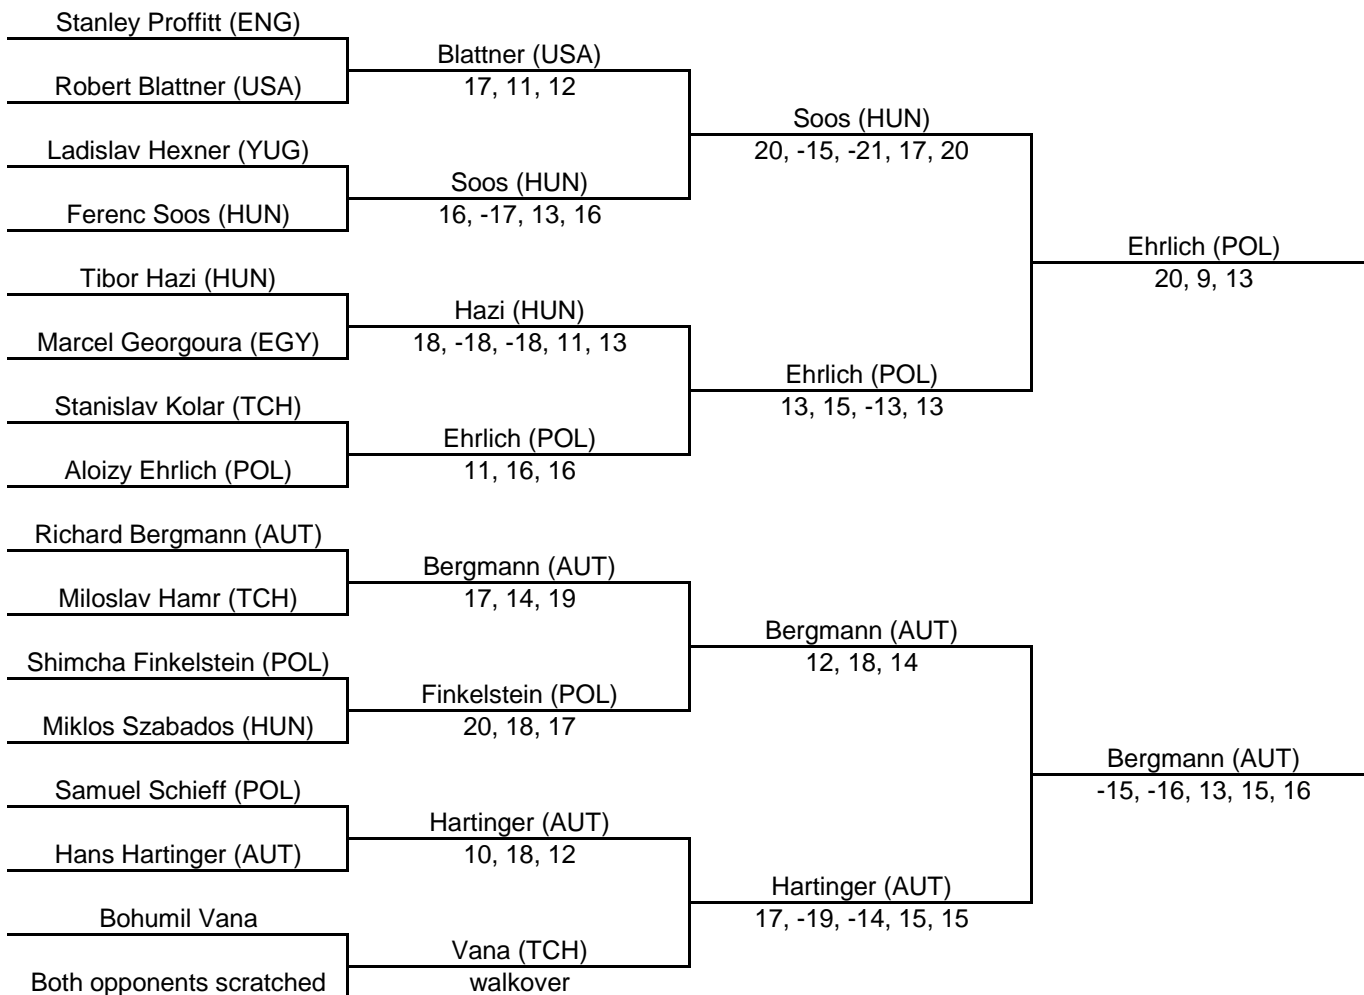 Stanley Proffitt (ENG)
Robert Blattner (USA)
Ladislav Hexner (YUG)
Ferenc Soos (HUN)
Tibor Hazi (HUN)
Marcel Georgoura (EGY)
Stanislav Kolar (TCH)
Aloizy Ehrlich (POL)
Richard Bergmann (AUT)
Miloslav Hamr (TCH)
Shimcha Finkelstein (POL)
Miklos Szabados (HUN)
Samuel Schieff (POL)
Hans Hartinger (AUT)
Bohumil Vana
Both opponents scratched
Blattner (USA)
17, 11, 12
Soos (HUN)
16, -17, 13, 16
Hazi (HUN)
18, -18, -18, 11, 13
Ehrlich (POL)
11, 16, 16
Bergmann (AUT)
17, 14, 19
Finkelstein (POL)
20, 18, 17
Hartinger (AUT)
10, 18, 12
Vana (TCH)
walkover
Soos (HUN)
20, -15, -21, 17, 20
Ehrlich (POL)
13, 15, -13, 13
Bergmann (AUT)
12, 18, 14
Hartinger (AUT)
17, -19, -14, 15, 15
Ehrlich (POL)
20, 9, 13
Bergmann (AUT)
-15, -16, 13, 15, 16